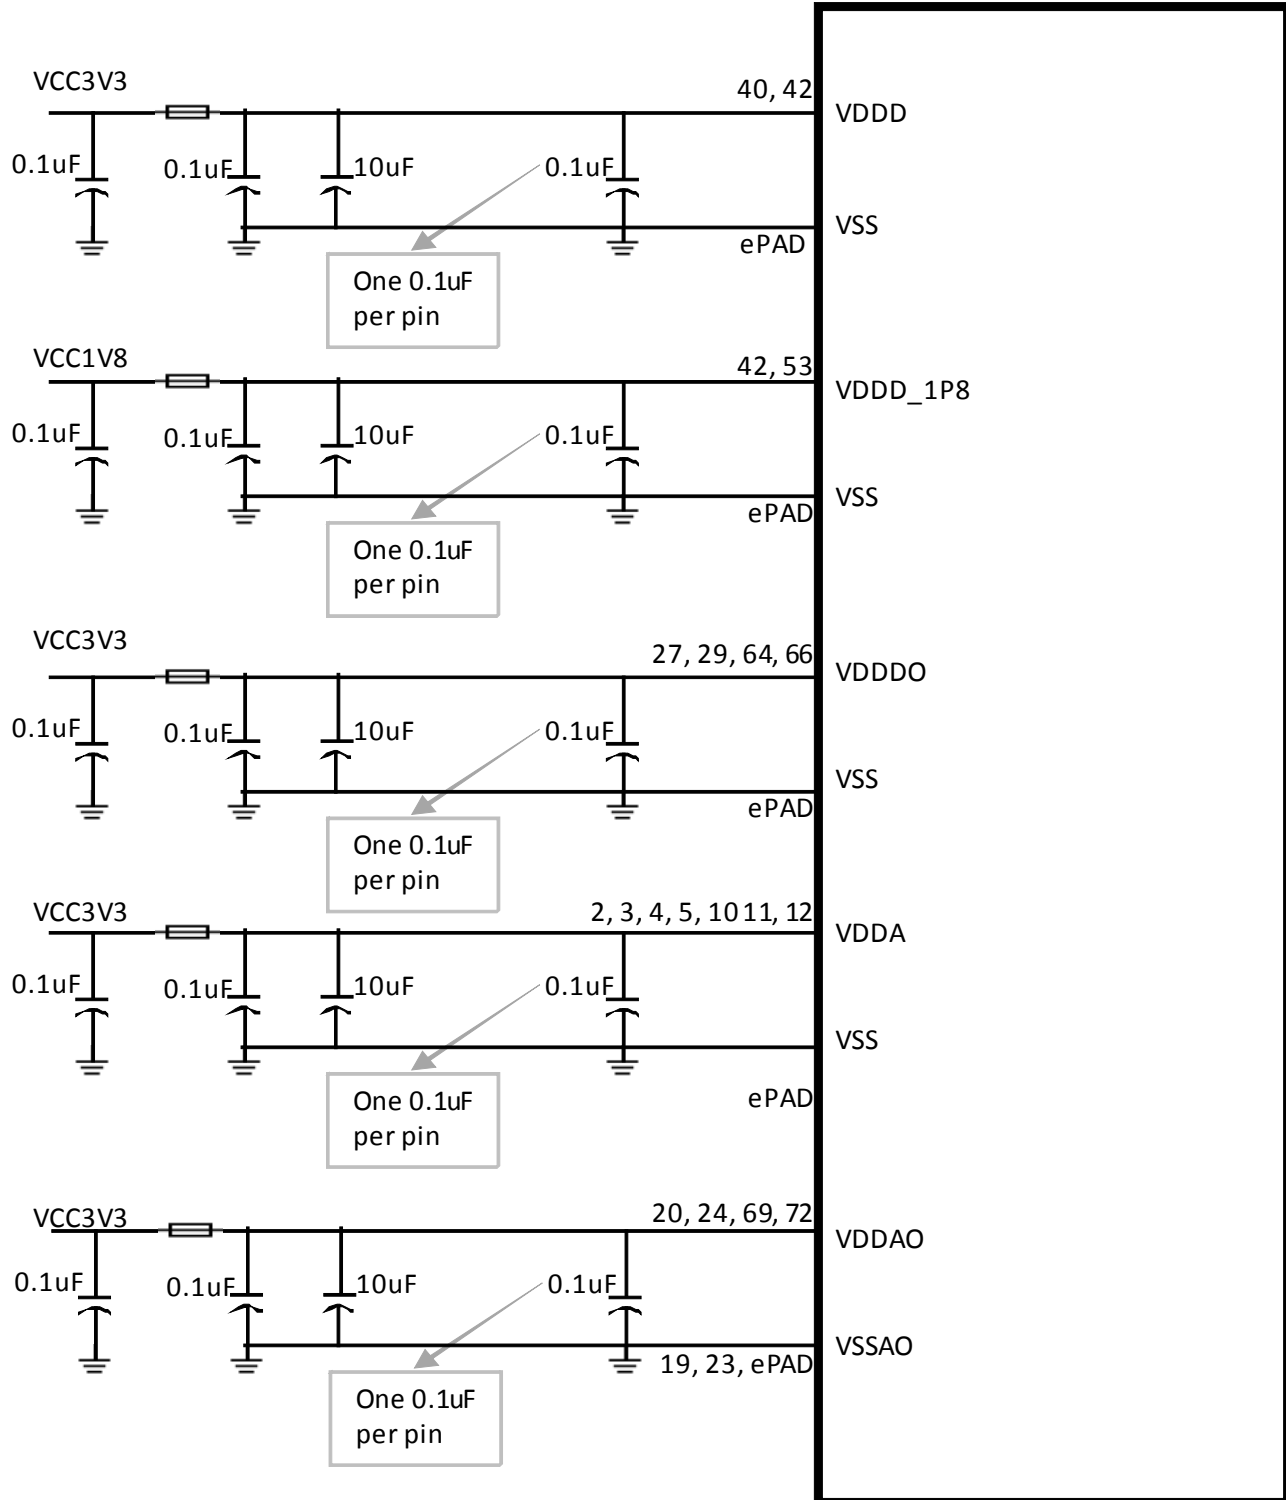 VCC3V3
40, 42
VDDD
0.1uF
0.1uF
10uF
0.1uF
VSS
ePAD
One 0.1uF
per pin
VCC1V8
42, 53
VDDD_1P8
0.1uF
0.1uF
10uF
0.1uF
VSS
ePAD
One 0.1uF
per pin
VCC3V3
27, 29, 64, 66
VDDDO
0.1uF
0.1uF
10uF
0.1uF
VSS
ePAD
One 0.1uF
per pin
VCC3V3
2, 3, 4, 5, 10 11, 12
VDDA
0.1uF
0.1uF
10uF
0.1uF
VSS
ePAD
One 0.1uF
per pin
VCC3V3
20, 24, 69, 72
VDDAO
0.1uF
0.1uF
10uF
0.1uF
VSSAO
19, 23, ePAD
One 0.1uF
per pin